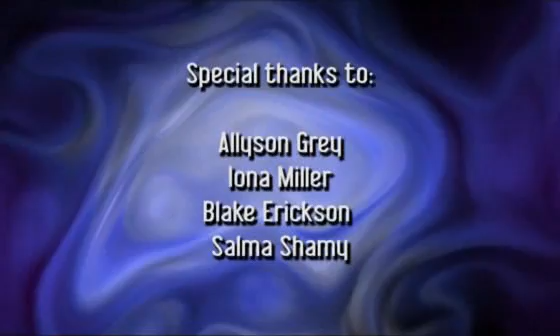 Special thanks to:
Allyson Grey
Iona Miller
Blake Erickson
Salma Shamy